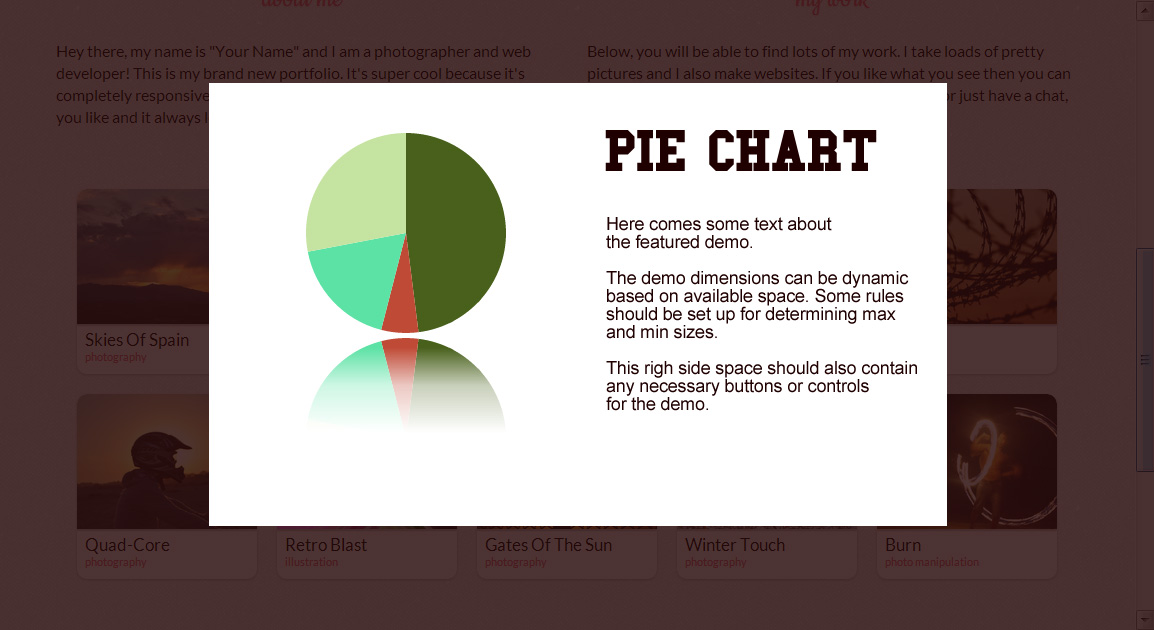 about me
my work
Hey there, my name is "Your Name" and I am a photographer and web
developer! This is my brand new portfolio. It's super cool because it's
completely responsive
you like and it always
Below, you will be able to find lots of my work. I take loads of pretty
pictures and I also make websites. If you like what you see then you can
or just have a chat,
PIE CHART
Here comes some text about
the featured demo.
The demo dimensions can be dynamic
based on available space. Some rules
should be set up for determining max
and min sizes.
This righ side space should also contain
any necessary buttons or controls
for the demo.
Skies Of Spain
photography
Quad-Core
photography
Retro Blast
illustration
Gates Of The Sun
photography
Winter Touch
photography
Burn
photo manipulation